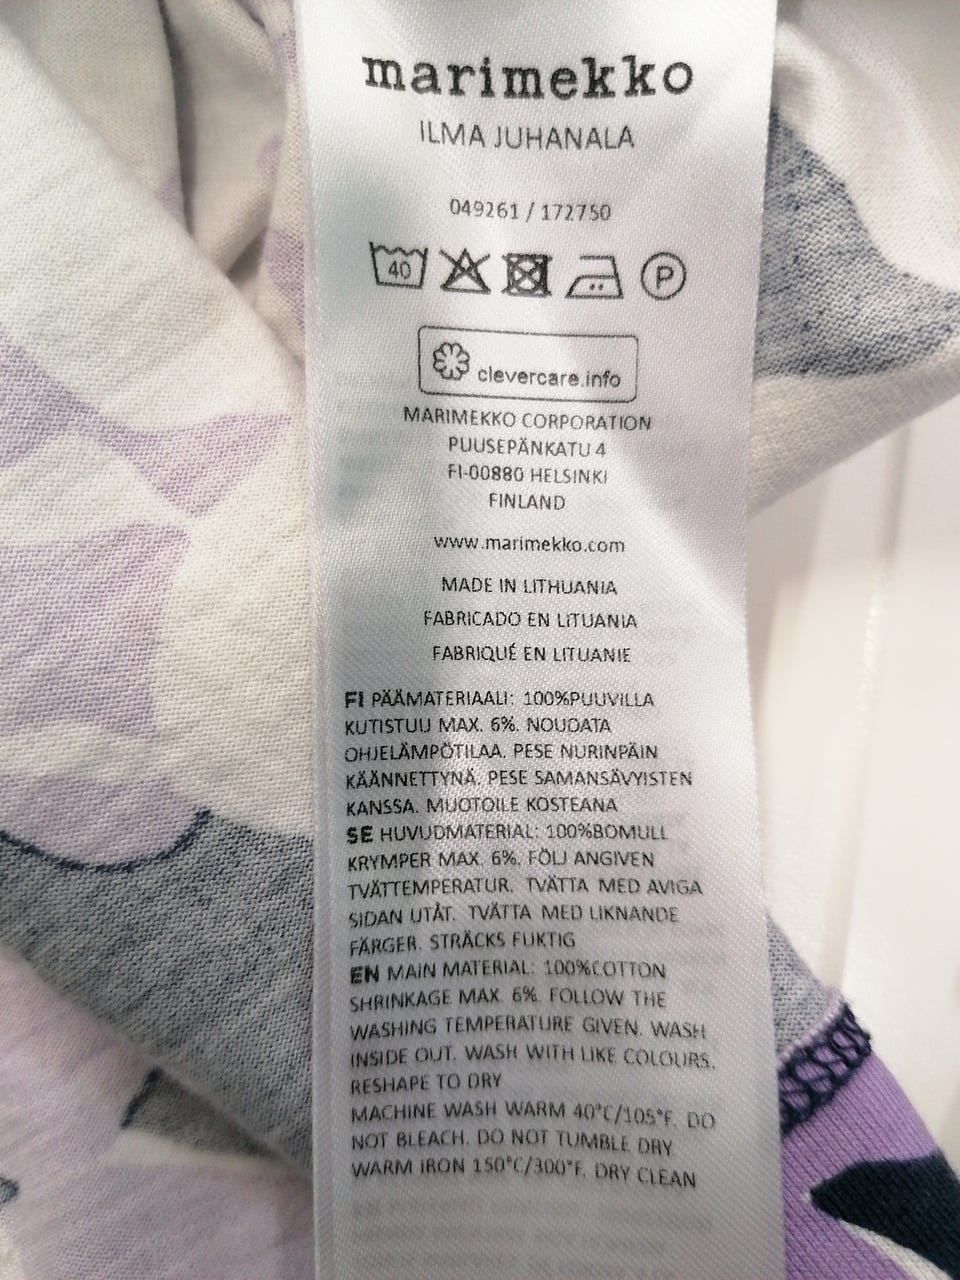 marimekko
ILMA JUHANALA
049261 / 172750
40 P
clevercare.info
MARIMEKKO CORPORATION
PUUSEPÄNKATU 4
FI-00880 HELSINKI
FINLAND
www.marimekko.com
MADE IN LITHUANIA
FABRICADO EN LITUANIA
FABRIQUÉ EN LITUANIE
FI PÄÄMATERIAALI: 100%PUUVILLA
KUTISTUU MAX. 6%. NOUDATA
OHJELÄMPÖTILAA. PESE NURINPÄIN
KÄÄNNETTYNÄ. PESE SAMANSÄVYISTEN
KANSSA. MUOTOILE KOSTEANA
SE HUVUDMATERIAL: 100%BOMULL
KRYMPER MAX. 6%. FÖLJ ANGIVEN
TVÄTTEMPERATUR. TVÄTTA MED AVIGA
SIDAN UTÅT. TVÄTTA MED LIKNANDE
FÄRGER. STRÄCKS FUKTIG
EN MAIN MATERIAL: 100%COTTON
SHRINKAGE MAX. 6%. FOLLOW THE
WASHING TEMPERATURE GIVEN. WASH
INSIDE OUT. WASH WITH LIKE COLOURS.
RESHAPE TO DRY
MACHINE WASH WARM 40°C/105°F. DO
NOT BLEACH. DO NOT TUMBLE DRY.
WARM IRON 150°C/300°F. DRY CLEAN